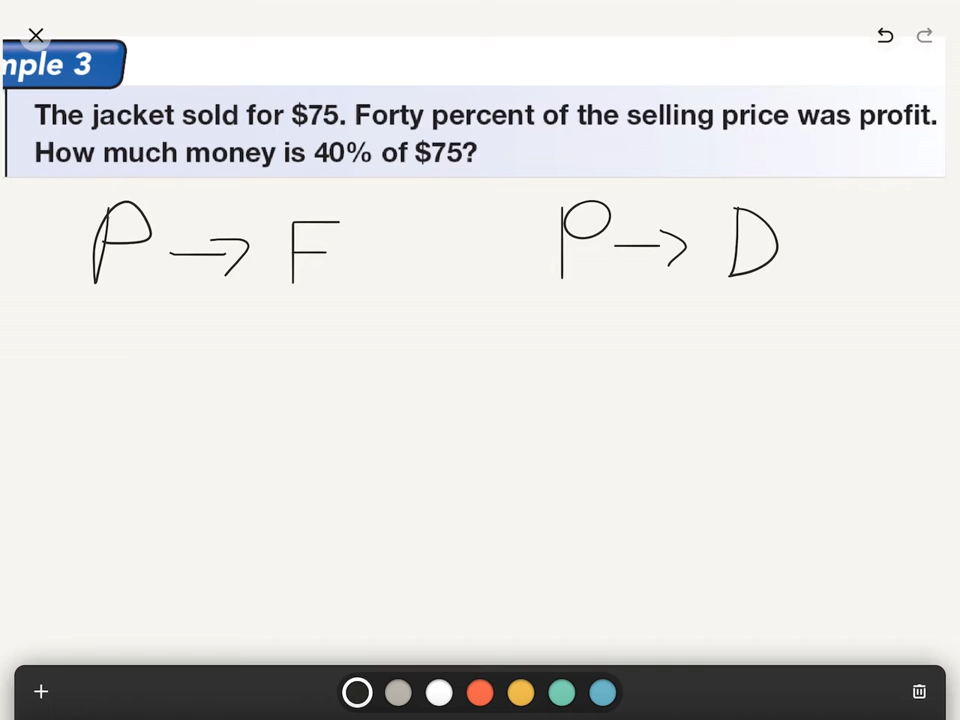 mple 3
The jacket sold for $75. Forty percent of the selling price was profit.
How much money is 40% of $75?
P → F P → D